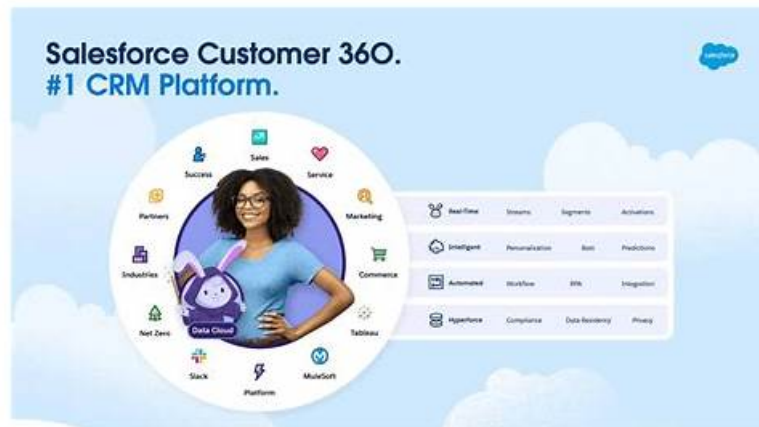 Salesforce Customer 360.
#1 CRM Platform.
salesforce
Sales
Success
Service
Partners
Marketing
Industries
Commerce
Net Zero
Tableau
Data Cloud
Slack
MuleSoft
Platform
Real-Time Streams Segments Activations
Intelligent Personalization Bots Predictions
Automated Workflow RPA Integration
Hyperforce Compliance Data Residency Privacy